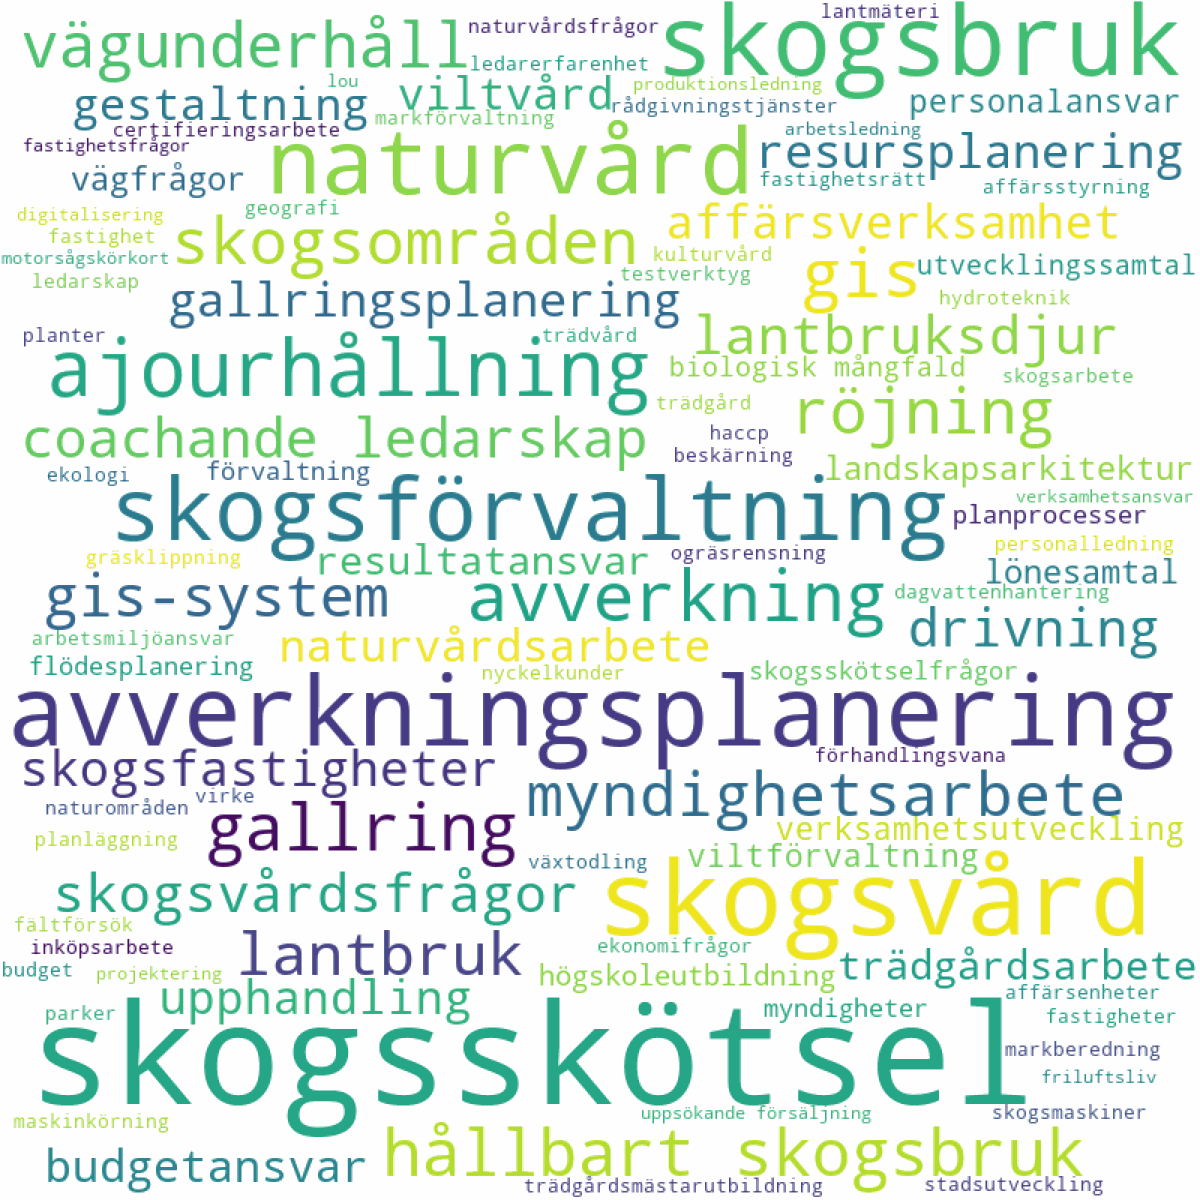 lantmäteri
naturvårdsfrågor
skogsbruk
vägunderhåll
ledarerfarenhet
lou
viltvård
produktionsledning
gestaltning
rådgivningstjänster
personalansvar
markförvaltning
certifieringsarbete
arbetsledning
fastighetsfrågor
naturvård
resursplanering
vägfrågor
fastighetsrätt
affärsstyrning
geografi
digitalisering
affärsverksamhet
fastighet
skogsområden
kulturvård
motorsågskörkort
testverktyg
gis
utvecklingssamtal
ledarskap
gallringsplanering
hydroteknik
planter
trädvård
lantbruksdjur
ajourhållning
biologisk mångfald
skogsarbete
trädgård
röjning
coachande ledarskap
haccp
beskärning
ekologi
förvaltning
landskapsarkitektur
verksamhetsansvar
skogsförvaltning
planprocesser
gräsklippning
resultatansvar
ogräsrensning
personalledning
lönesamtal
gis-system
avverkning
dagvattenhantering
drivning
arbetsmiljöansvar
naturvårdsarbete
flödesplanering
nyckelkunder
skogsskötselfrågor
avverkningsplanering
förhandlingsvana
skogsfastigheter
virke
naturområden
myndighetsarbete
gallring
planläggning
verksamhetsutveckling
växtodling
viltförvaltning
skogsvårdsfrågor
skogsvård
fältförsök
inköpsarbete
lantbruk
ekonomifrågor
budget
projektering
högskoleutbildning
trädgårdsarbete
upphandling
affärsenheter
parker
myndigheter
fastigheter
skogsskötsel
markberedning
friluftsliv
maskinkörning
uppsökande försäljning
skogsmaskiner
budgetansvar
hållbart skogsbruk
trädgårdsmästarutbildning
stadsutveckling